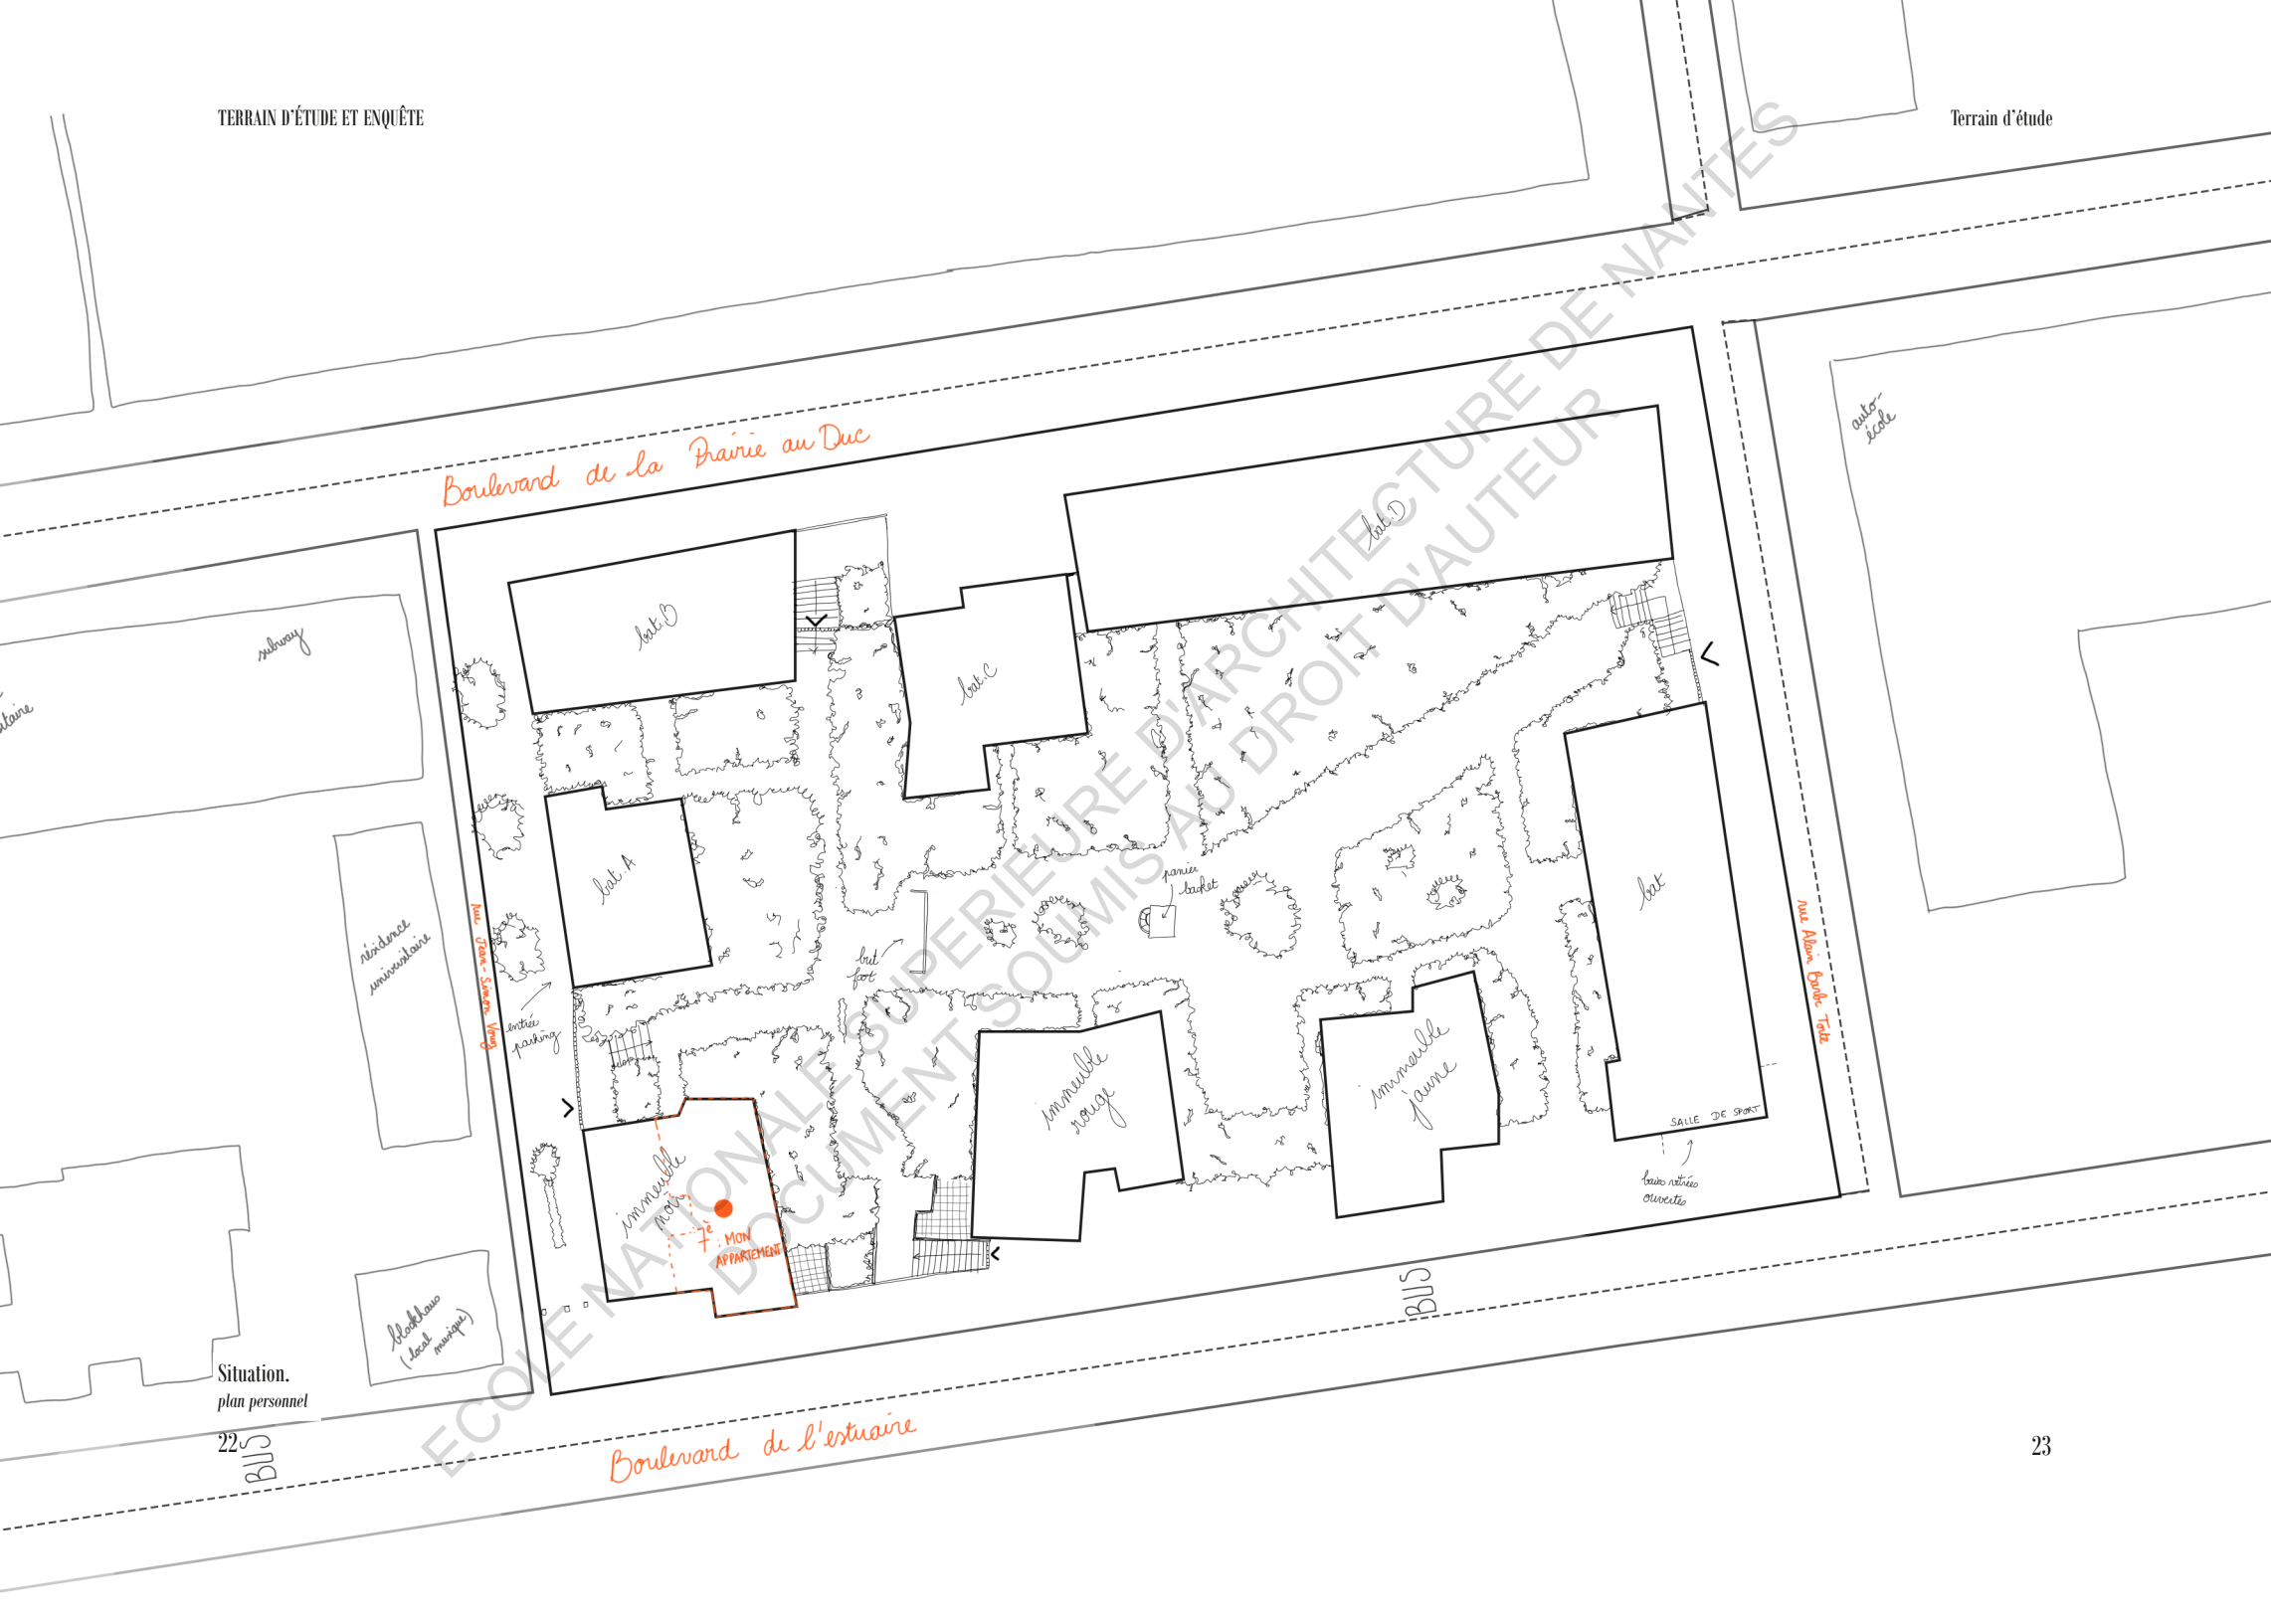 TERRAIN D'ÉTUDE ET ENQUÊTE
Terrain d'étude
auto-
école
Boulevard de la Prairie au Duc
bat.D
bat.B
subway
bat.C
bat.A
bat
panier
basket
but
foot
résidence
universitaire
rue Jean-Simon Voruz
rue Alain Barbe Torte
entrée
parking
immeuble
rouge
immeuble
jaune
immeuble
noir
7è : MON
APPARTEMENT
SALLE DE SPORT
baies vitrées
ouvertes
blockhaus
(local
musique)
BUS
Situation.
plan personnel
22
BUS
Boulevard de l'estuaire
23
ECOLE NATIONALE SUPERIEURE D'ARCHITECTURE DE NANTES
DOCUMENT SOUMIS AU DROIT D'AUTEUR